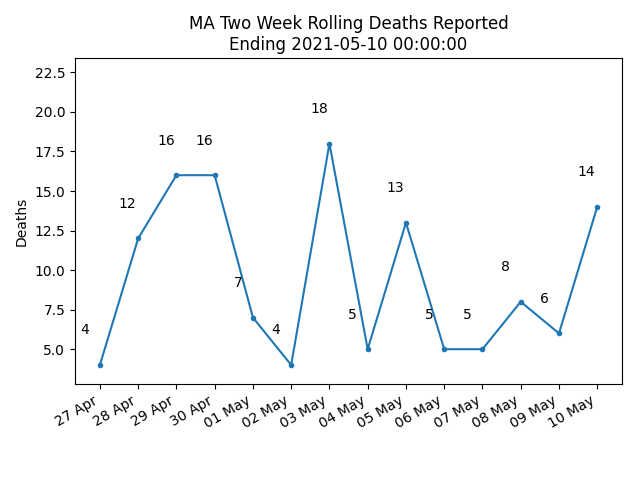 MA Two Week Rolling Deaths Reported
Ending 2021-05-10 00:00:00
22.5
20.0
17.5
15.0
12.5
10.0
7.5
5.0
Deaths
4
12
16
16
7
4
18
5
13
5
5
8
6
14
27 Apr
28 Apr
29 Apr
30 Apr
01 May
02 May
03 May
04 May
05 May
06 May
07 May
08 May
09 May
10 May